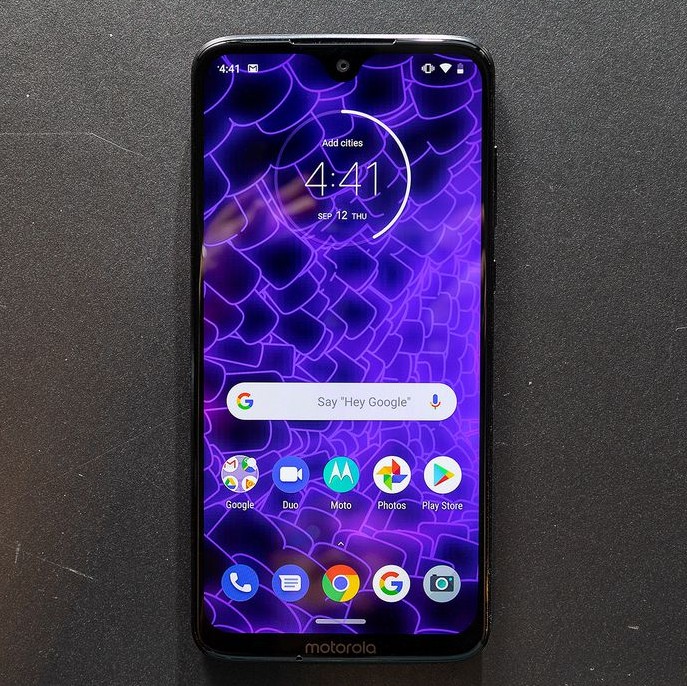 4:41
Add cities
4:41
SEP 12 THU
Say "Hey Google"
Google Duo Moto Photos Play Store
motorola